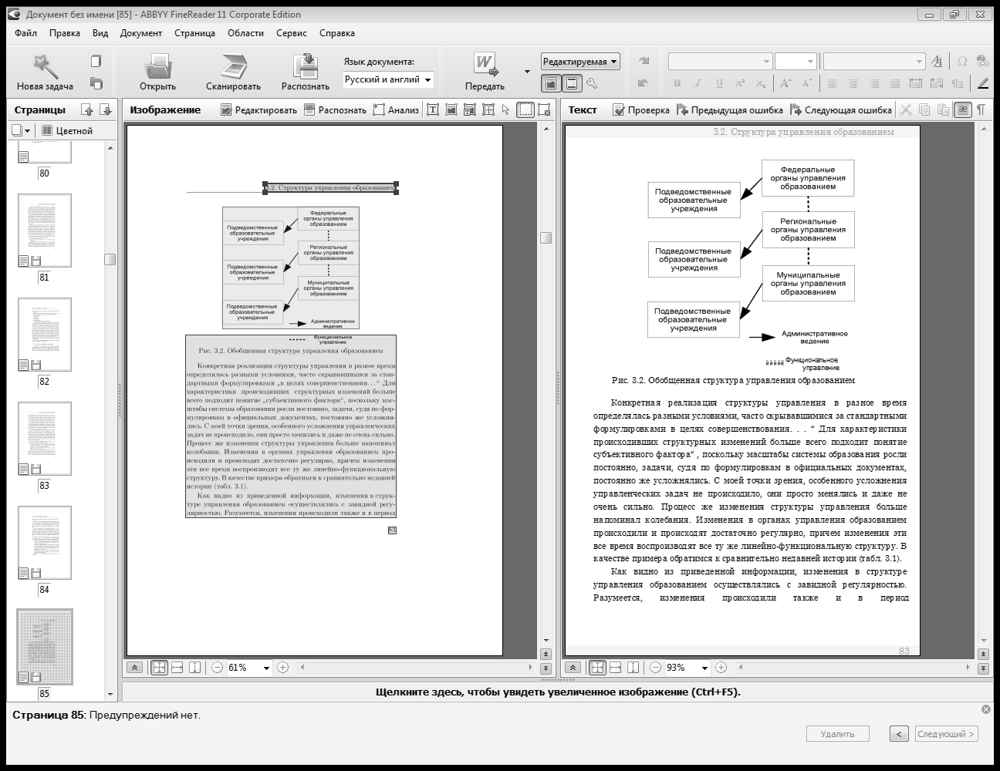 Документ без имени [85] - ABBYY FineReader 11 Corporate Edition
Файл Правка Вид Документ Страница Области Сервис Справка
Новая задача
Открыть
Сканировать
Распознать
Язык документа:
Русский и англий
Передать
Редактируемая
Страницы
Цветной
80
81
82
83
84
85
Изображение
Редактировать
Распознать
Анализ
3.2. Структура управления образованием
Федеральные
органы управления
образованием
Подведомственные
образовательные
учреждения
Региональные
органы управления
образованием
Подведомственные
образовательные
учреждения
Муниципальные
органы управления
образованием
Подведомственные
образовательные
учреждения
Административное
ведение
Функциональное
управление
Рис. 3.2. Обобщенная структура управления образованием
Конкретная реализация структуры управления в разное время
определялась разными условиями, часто скрывавшимися за стан-
дартными формулировками „в целях совершенствования...“ Для
характеристики происходивших структурных изменений больше
всего подходит понятие „субъективного фактора“, поскольку мас-
штабы системы образования росли постоянно, задачи, судя по фор-
мулировкам в официальных документах, постоянно же усложня-
лись. С моей точки зрения, особенного усложнения управленческих
задач не происходило, они просто менялись и даже не очень сильно.
Процесс же изменения структуры управления больше напоминал
колебания. Изменения в органах управления образованием про-
исходили и происходят достаточно регулярно, причем изменения
эти все время воспроизводят все ту же линейно-функциональную
структуру. В качестве примера обратимся к сравнительно недавней
истории (табл. 3.1).
Как видно из приведенной информации, изменения в струк-
туре управления образованием осуществлялись с завидной регу-
лярностью. Разумеется, изменения происходили также и в период
83
61%
Текст
Проверка
Предыдущая ошибка
Следующая ошибка
3.2. Структура управления образованием
Федеральные
органы управления
образованием
Подведомственные
образовательные
учреждения
Региональные
органы управления
образованием
Подведомственные
образовательные
учреждения
Муниципальные
органы управления
образованием
Подведомственные
образовательные
учреждения
Административное
ведение
Функциональное
управление
Рис. 3.2. Обобщенная структура управления образованием
Конкретная реализация структуры управления в разное время
определялась разными условиями, часто скрывавшимися за стандартными
формулировками в целях совершенствования. . . “ Для характеристики
происходивших структурных изменений больше всего подходит понятие
субъективного фактора“ , поскольку масштабы системы образования росли
постоянно, задачи, судя по формулировкам в официальных документах,
постоянно же усложнялись. С моей точки зрения, особенного усложнения
управленческих задач не происходило, они просто менялись и даже не
очень сильно. Процесс же изменения структуры управления больше
напоминал колебания. Изменения в органах управления образованием
происходили и происходят достаточно регулярно, причем изменения эти
все время воспроизводят все ту же линейно-функциональную структуру. В
качестве примера обратимся к сравнительно недавней истории (табл. 3.1).
Как видно из приведенной информации, изменения в структуре
управления образованием осуществлялись с завидной регулярностью.
Разумеется, изменения происходили также и в период
83
93%
Щелкните здесь, чтобы увидеть увеличенное изображение (Ctrl+F5).
Страница 85: Предупреждений нет.
Удалить
<
Следующий >